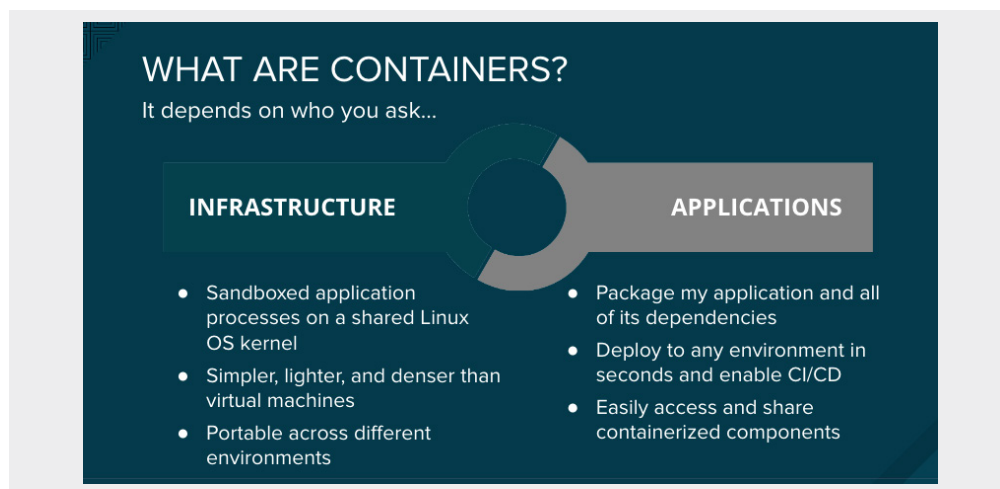 WHAT ARE CONTAINERS?
It depends on who you ask...
INFRASTRUCTURE
● Sandboxed application
processes on a shared Linux
OS kernel
● Simpler, lighter, and denser than
virtual machines
● Portable across different
environments
APPLICATIONS
● Package my application and all
of its dependencies
● Deploy to any environment in
seconds and enable CI/CD
● Easily access and share
containerized components